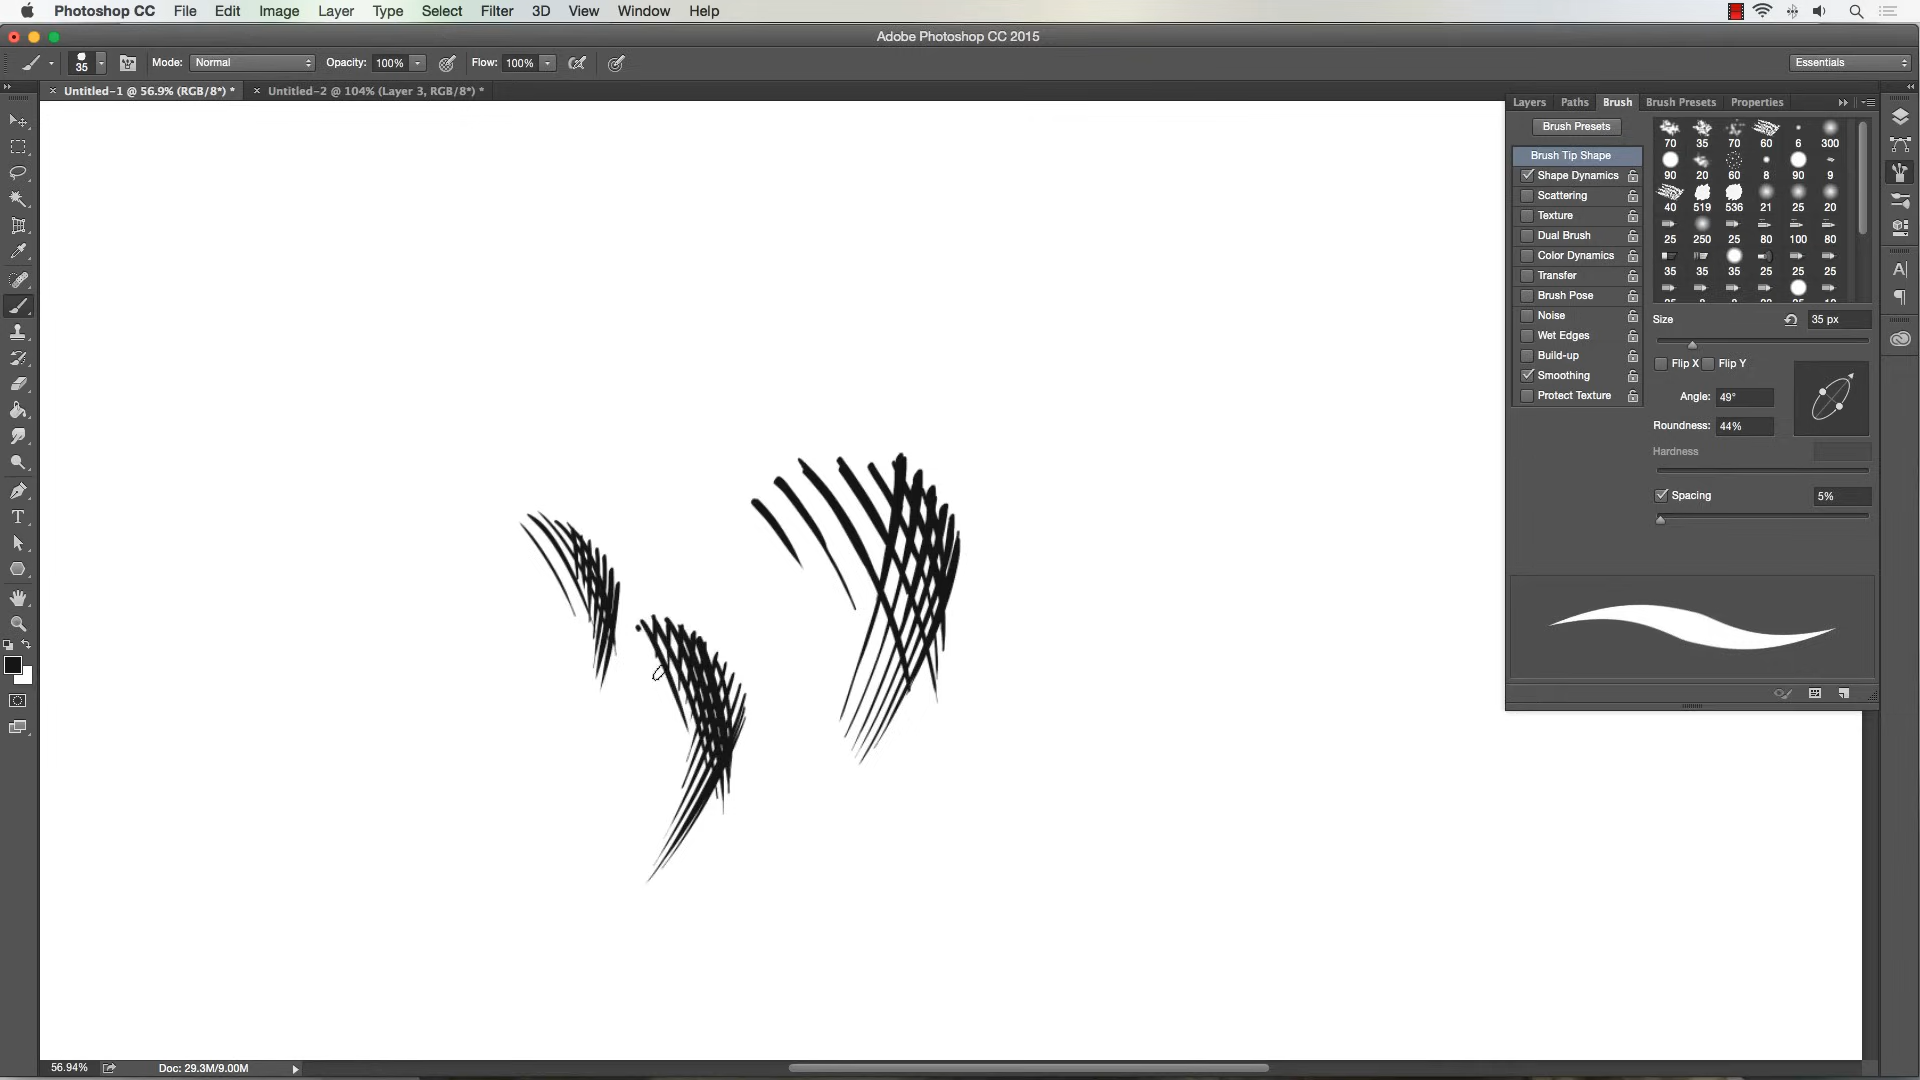 Photoshop CC File Edit Image Layer Type Select Filter 3D View Window Help
Adobe Photoshop CC 2015
35 Mode: Normal Opacity: 100% Flow: 100% Essentials
Untitled-1 @ 56.9% (RGB/8*) * Untitled-2 @ 104% (Layer 3, RGB/8*) *
Layers Paths Brush Brush Presets Properties
Brush Presets
Brush Tip Shape
Shape Dynamics
Scattering
Texture
Dual Brush
Color Dynamics
Transfer
Brush Pose
Noise
Wet Edges
Build-up
Smoothing
Protect Texture
70 35 70 60 6 300
90 20 60 8 90 9
40 519 536 21 25 20
25 250 25 80 100 80
35 35 35 25 25 25
Size 35 px
Flip X Flip Y
Angle: 49°
Roundness: 44%
Hardness
Spacing 5%
56.94% Doc: 29.3M/9.00M